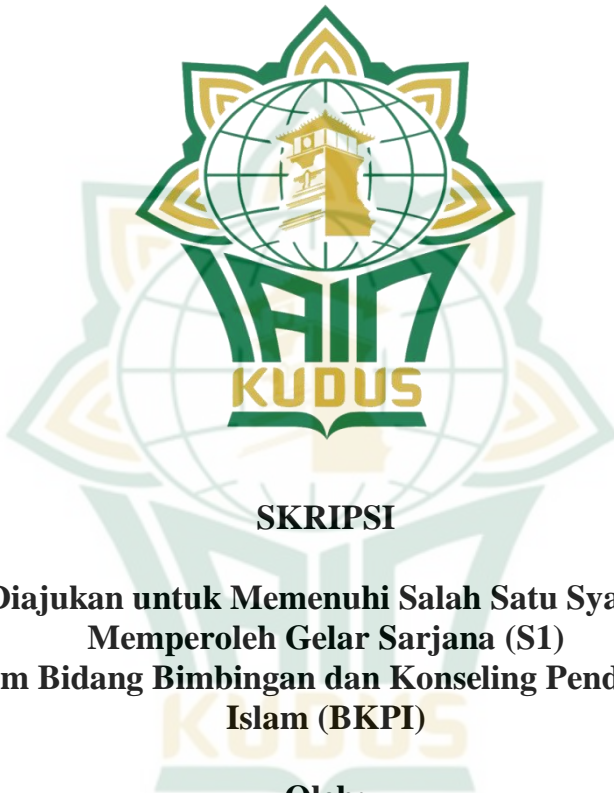 IAIN
KUDUS
SKRIPSI
Diajukan untuk Memenuhi Salah Satu Sya
Memperoleh Gelar Sarjana (S1)
m Bidang Bimbingan dan Konseling Pend
Islam (BKPI)